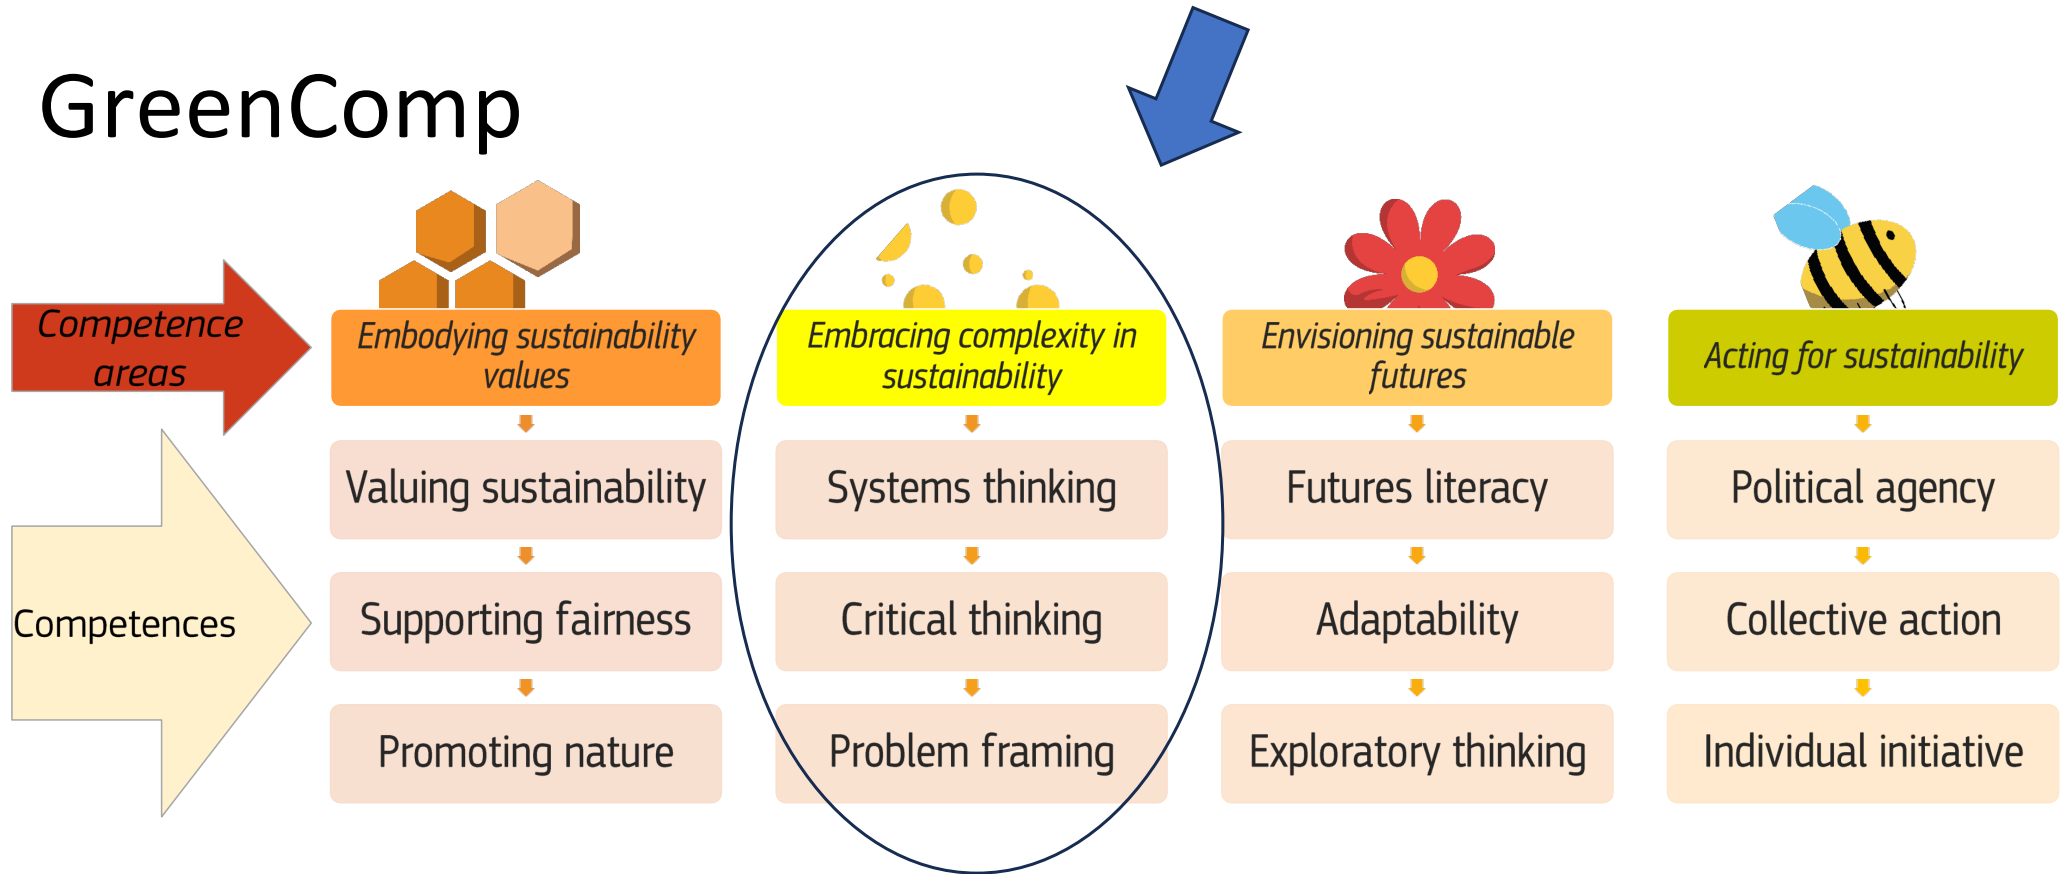 GreenComp
Competence
areas
Embodying sustainability
values
Embracing complexity in
sustainability
Envisioning sustainable
futures
Acting for sustainability
Competences
Valuing sustainability
Systems thinking
Futures literacy
Political agency
Supporting fairness
Critical thinking
Adaptability
Collective action
Promoting nature
Problem framing
Exploratory thinking
Individual initiative